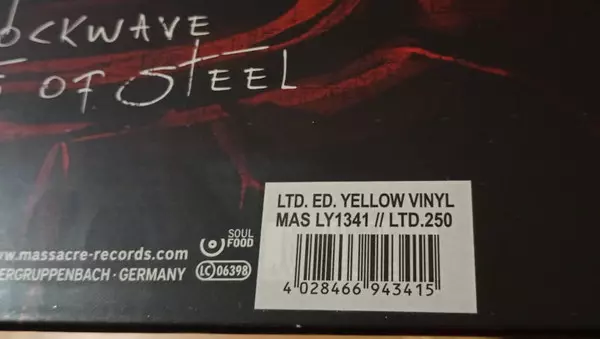 OCKWAVE
OF STEEL
LTD. ED. YELLOW VINYL
MAS LY1341 // LTD.250
4 028466 943415
SOUL
FOOD
www.massacre-records.com
ERGRUPPENBACH · GERMANY
LC 06398